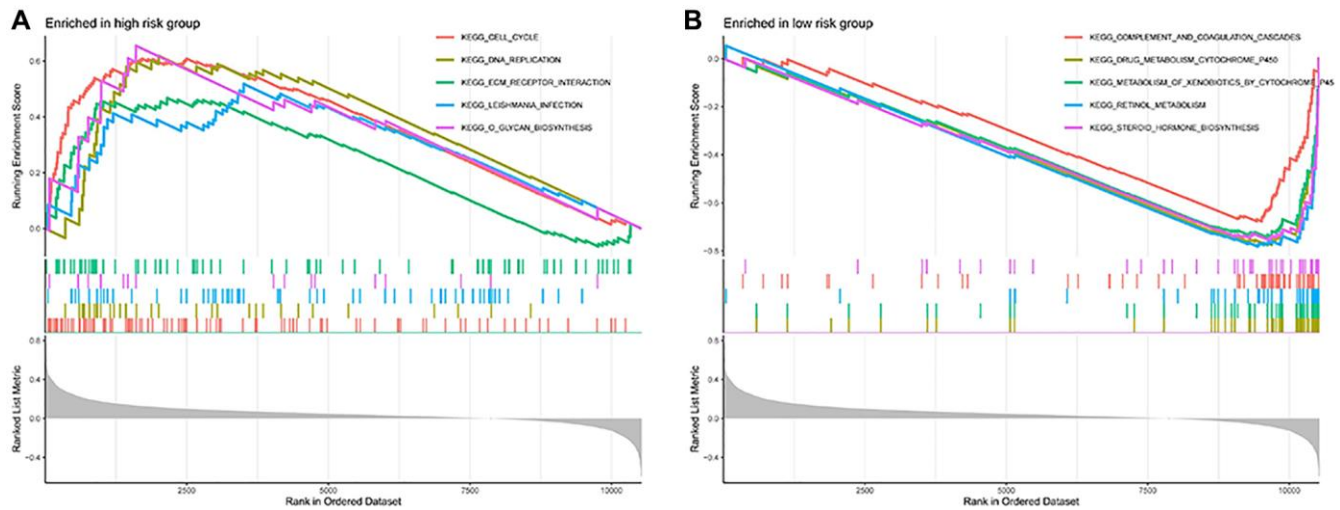 A
Enriched in high risk group
KEGG_CELL_CYCLE
KEGG_DNA_REPLICATION
KEGG_ECM_RECEPTOR_INTERACTION
KEGG_LEISHMANIA_INFECTION
KEGG_O_GLYCAN_BIOSYNTHESIS
Running Enrichment Score
0.6
0.4
0.2
0.0
Ranked List Metric
0.8
0.4
0.0
−0.4
2500
5000
7500
10000
Rank in Ordered Dataset
B
Enriched in low risk group
KEGG_COMPLEMENT_AND_COAGULATION_CASCADES
KEGG_DRUG_METABOLISM_CYTOCHROME_P450
KEGG_METABOLISM_OF_XENOBIOTICS_BY_CYTOCHROME_P45
KEGG_RETINOL_METABOLISM
KEGG_STEROID_HORMONE_BIOSYNTHESIS
Running Enrichment Score
0.0
−0.2
−0.4
−0.6
−0.8
Ranked List Metric
0.8
0.4
0.0
−0.4
2500
5000
7500
10000
Rank in Ordered Dataset